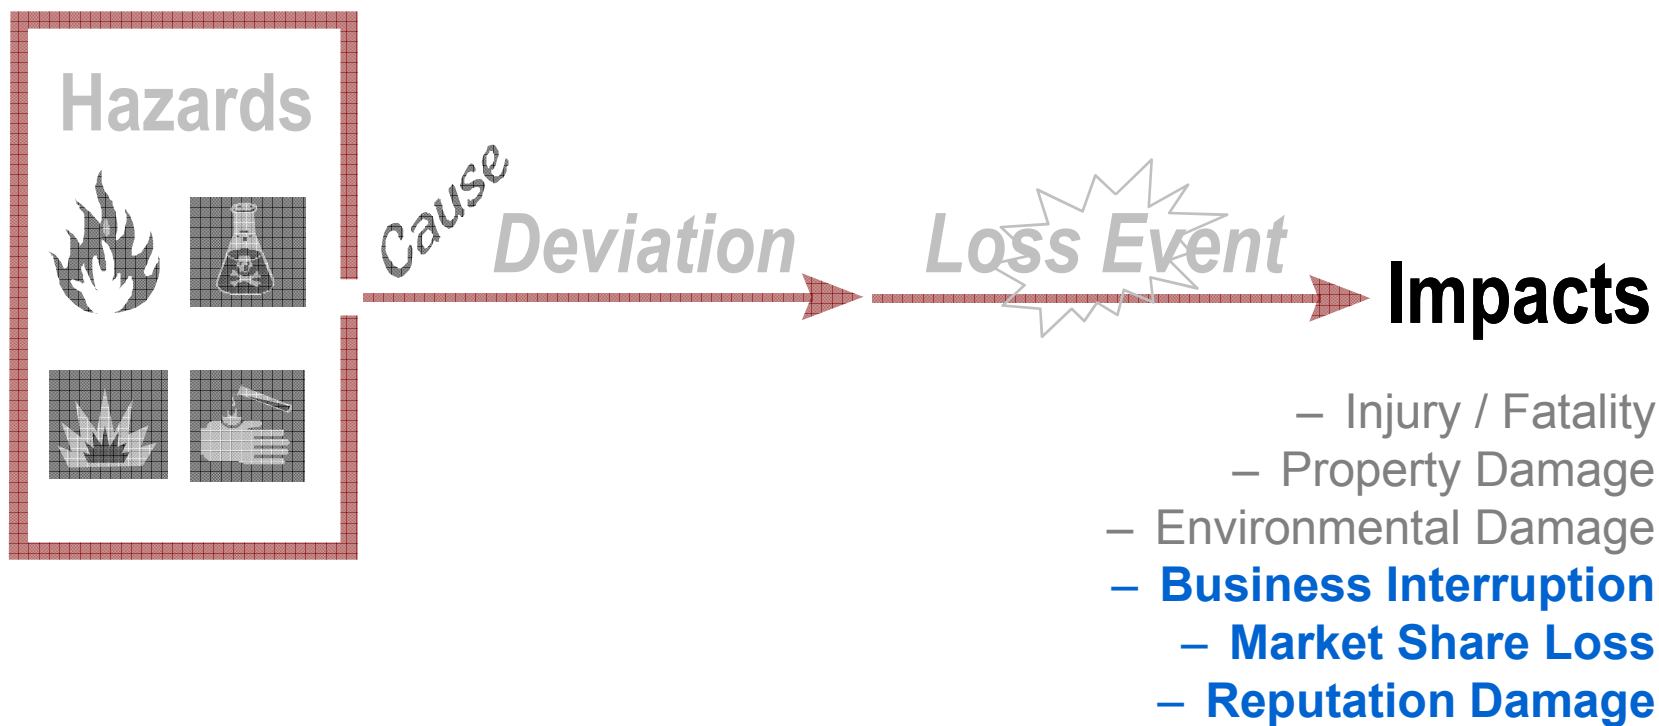 Hazards
Cause
Deviation
Loss Event
Impacts
– Injury / Fatality
– Property Damage
– Environmental Damage
– Business Interruption
– Market Share Loss
– Reputation Damage